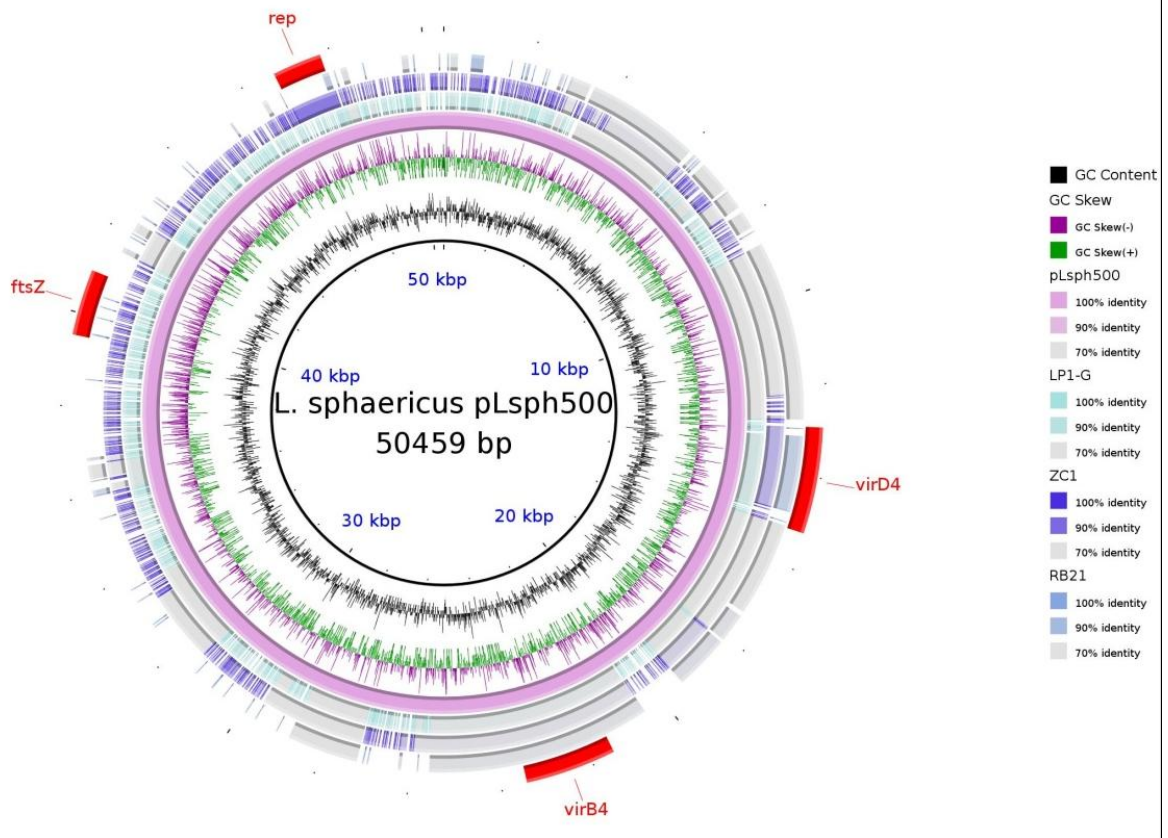 rep
ftsZ
50 kbp
10 kbp
40 kbp
L. sphaericus pLsph500
50459 bp
30 kbp
20 kbp
virD4
virB4
GC Content
GC Skew
GC Skew(-)
GC Skew(+)
pLsph500
100% identity
90% identity
70% identity
LP1-G
100% identity
90% identity
70% identity
ZC1
100% identity
90% identity
70% identity
RB21
100% identity
90% identity
70% identity